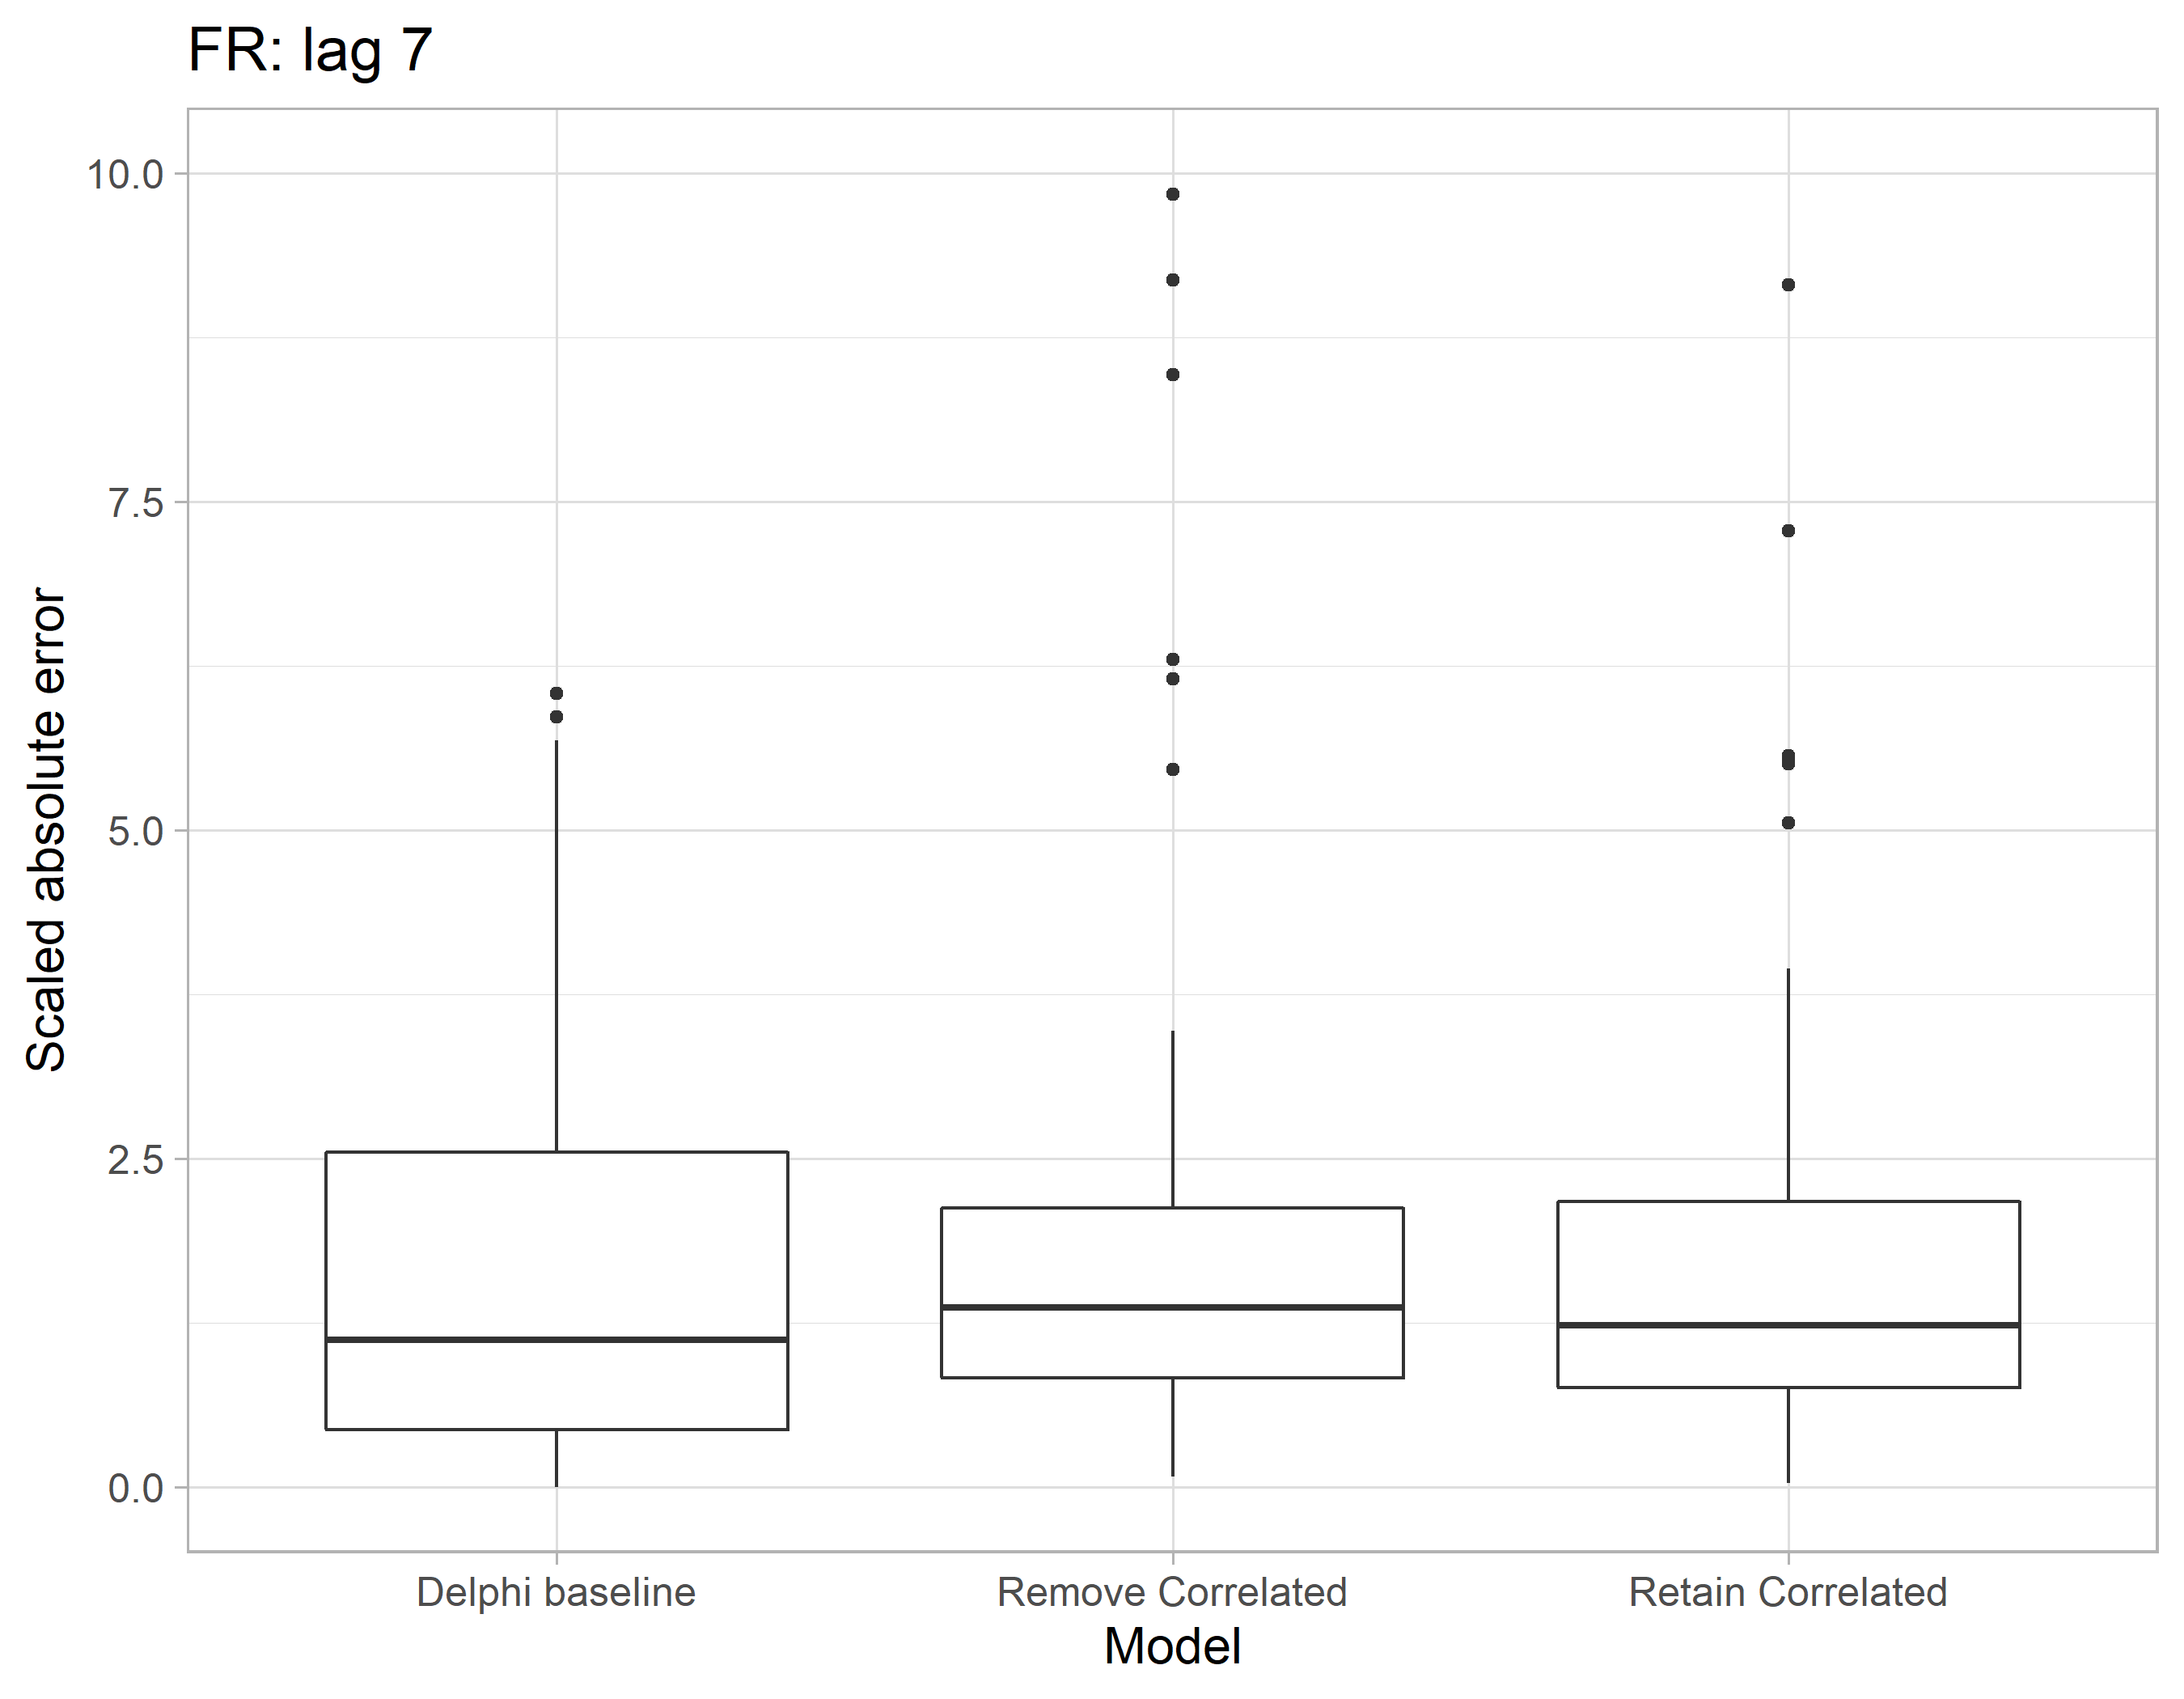 FR: lag 7
Scaled absolute error
10.0
7.5
5.0
2.5
0.0
Delphi baseline
Remove Correlated
Retain Correlated
Model